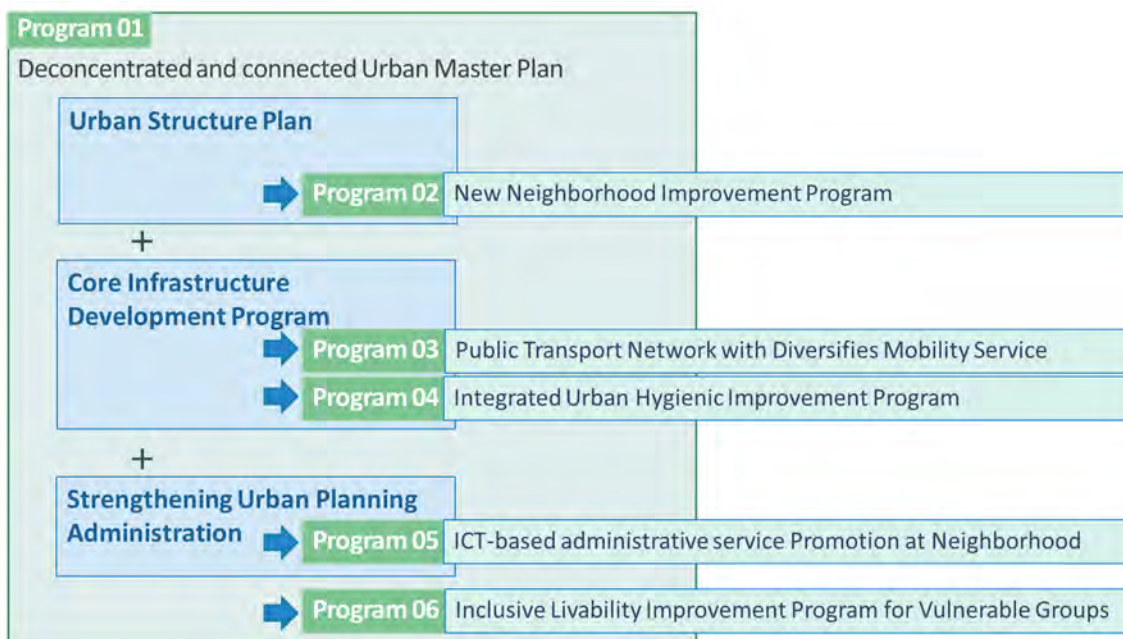 Program 01
Deconcentrated and connected Urban Master Plan
Urban Structure Plan
Program 02 New Neighborhood Improvement Program
+
Core Infrastructure
Development Program
Program 03 Public Transport Network with Diversifies Mobility Service
Program 04 Integrated Urban Hygienic Improvement Program
+
Strengthening Urban Planning
Administration
Program 05 ICT-based administrative service Promotion at Neighborhood
Program 06 Inclusive Livability Improvement Program for Vulnerable Groups